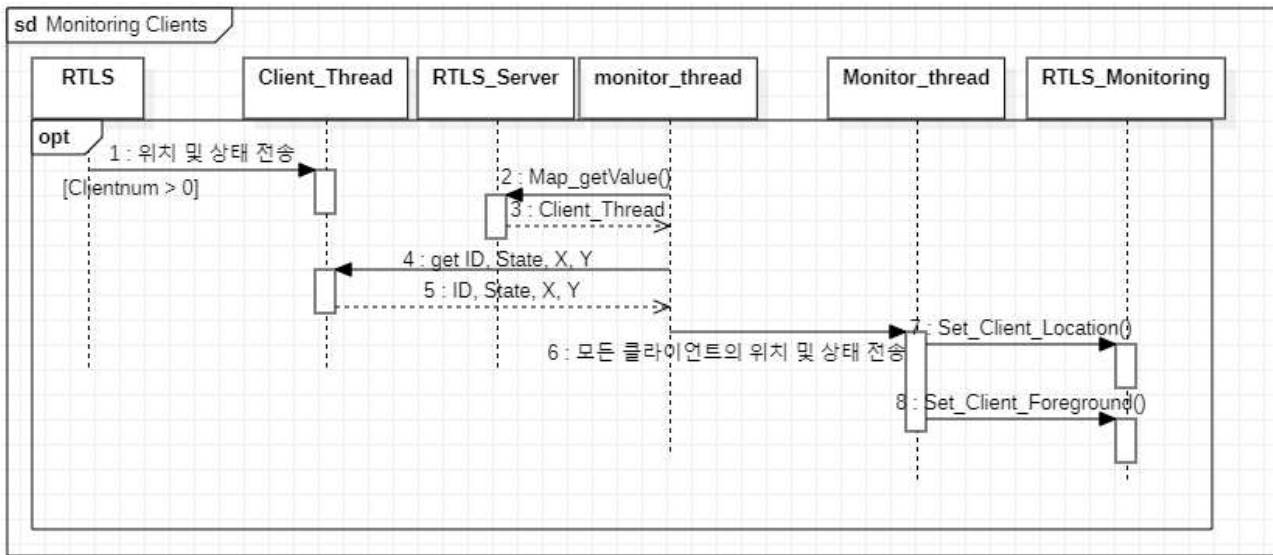 sd Monitoring Clients
RTLS
Client_Thread
RTLS_Server
monitor_thread
Monitor_thread
RTLS_Monitoring
opt
1 : 위치 및 상태 전송
[Clientnum > 0]
2 : Map_getValue()
3 : Client_Thread
4 : get ID, State, X, Y
5 : ID, State, X, Y
6 : 모든 클라이언트의 위치 및 상태 전송
7 : Set_Client_Location()
8 : Set_Client_Foreground()